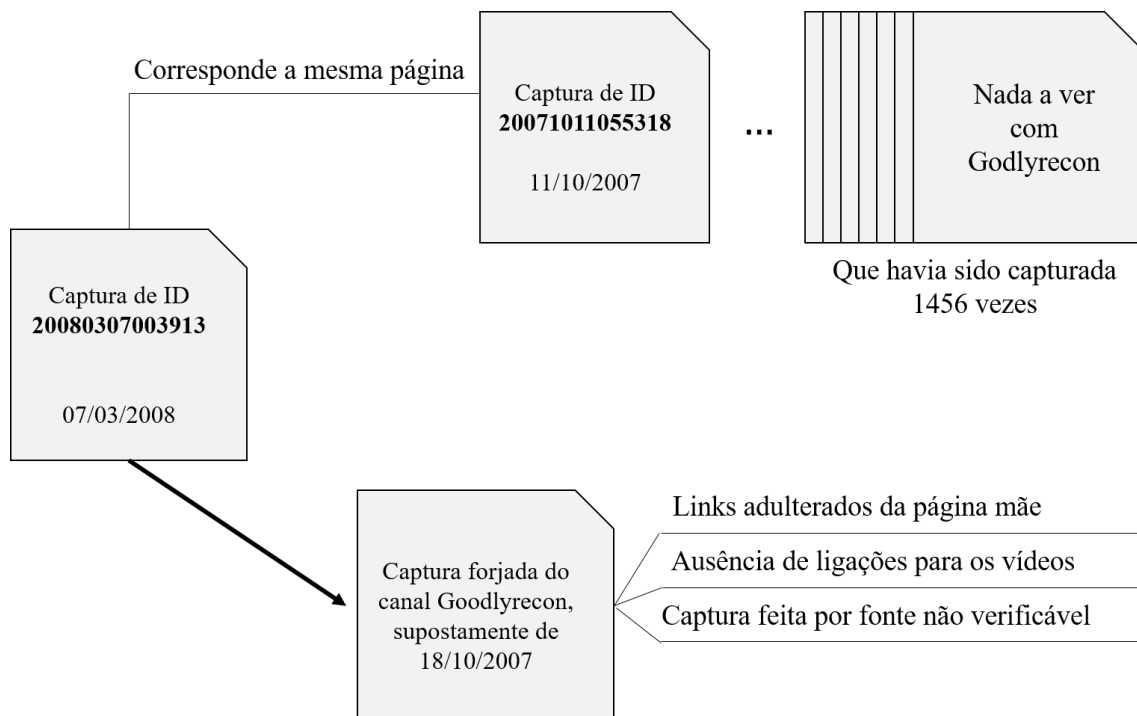 Corresponde a mesma página
Captura de ID
20071011055318
11/10/2007
...
Nada a ver
com
Godlyrecon
Que havia sido capturada
1456 vezes
Captura de ID
20080307003913
07/03/2008
Captura forjada do
canal Goodlyrecon,
supostamente de
18/10/2007
Links adulterados da página mãe
Ausência de ligações para os vídeos
Captura feita por fonte não verificável